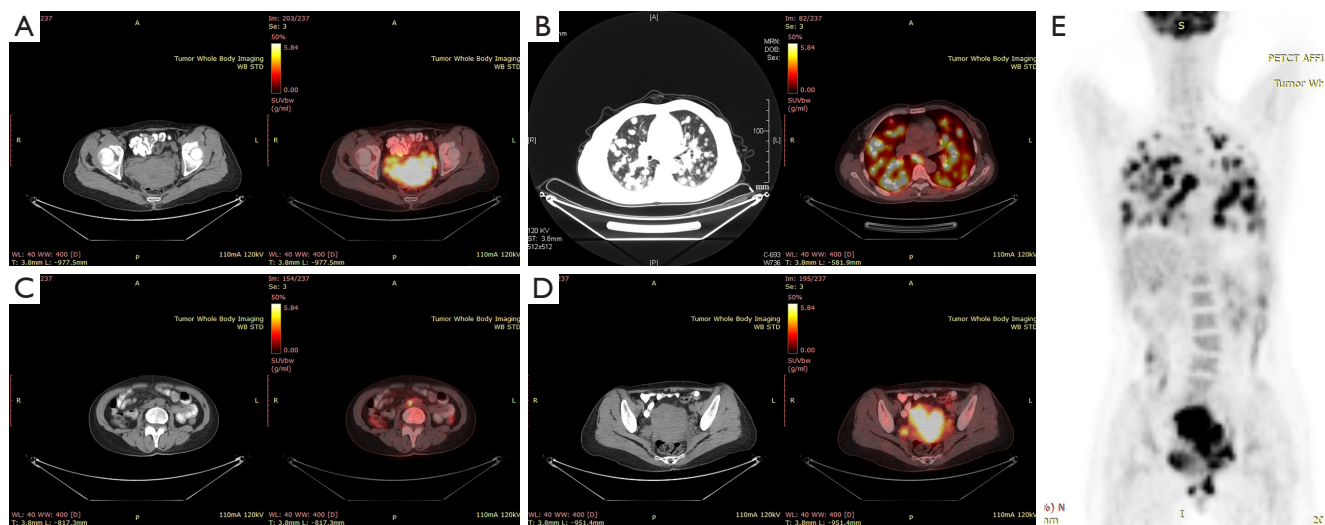 A
237
Im: 203/237
Se: 3
A
A
50%
5.84
Tumor Whole Body Imaging
WB STD
Tumor Whole Body Imaging
WB STD
0.00
SUVbw
(g/ml)
R
L
R
L
WL: 40 WW: 400 [D]
T: 3.8mm L: -977.5mm
P
110mA 120kV
WL: 40 WW: 400 [D]
T: 3.8mm L: -977.5mm
P
110mA 120kV
B
[A]
MRN:
DOB:
Sex:
[R]
[L]
100
mm
120 KV
ST: 3.8mm
512x512
[P]
C-693
W736
Im: 82/237
Se: 3
A
50%
5.84
Tumor Whole Body Imaging
WB STD
0.00
SUVbw
(g/ml)
R
L
WL: 40 WW: 400 [D]
T: 3.8mm L: -581.9mm
P
110mA 120kV
C
237
Im: 154/237
Se: 3
A
A
50%
5.84
Tumor Whole Body Imaging
WB STD
Tumor Whole Body Imaging
WB STD
0.00
SUVbw
(g/ml)
R
L
R
L
WL: 40 WW: 400 [D]
T: 3.8mm L: -817.3mm
P
110mA 120kV
WL: 40 WW: 400 [D]
T: 3.8mm L: -817.3mm
P
110mA 120kV
D
237
Im: 195/237
Se: 3
A
A
50%
5.84
Tumor Whole Body Imaging
WB STD
Tumor Whole Body Imaging
WB STD
0.00
SUVbw
(g/ml)
R
L
R
L
WL: 40 WW: 400 [D]
T: 3.8mm L: -951.4mm
P
110mA 120kV
WL: 40 WW: 400 [D]
T: 3.8mm L: -951.4mm
P
110mA 120kV
E
S
PETCT AFFI
Tumor Wh
%) N
mm
I
20